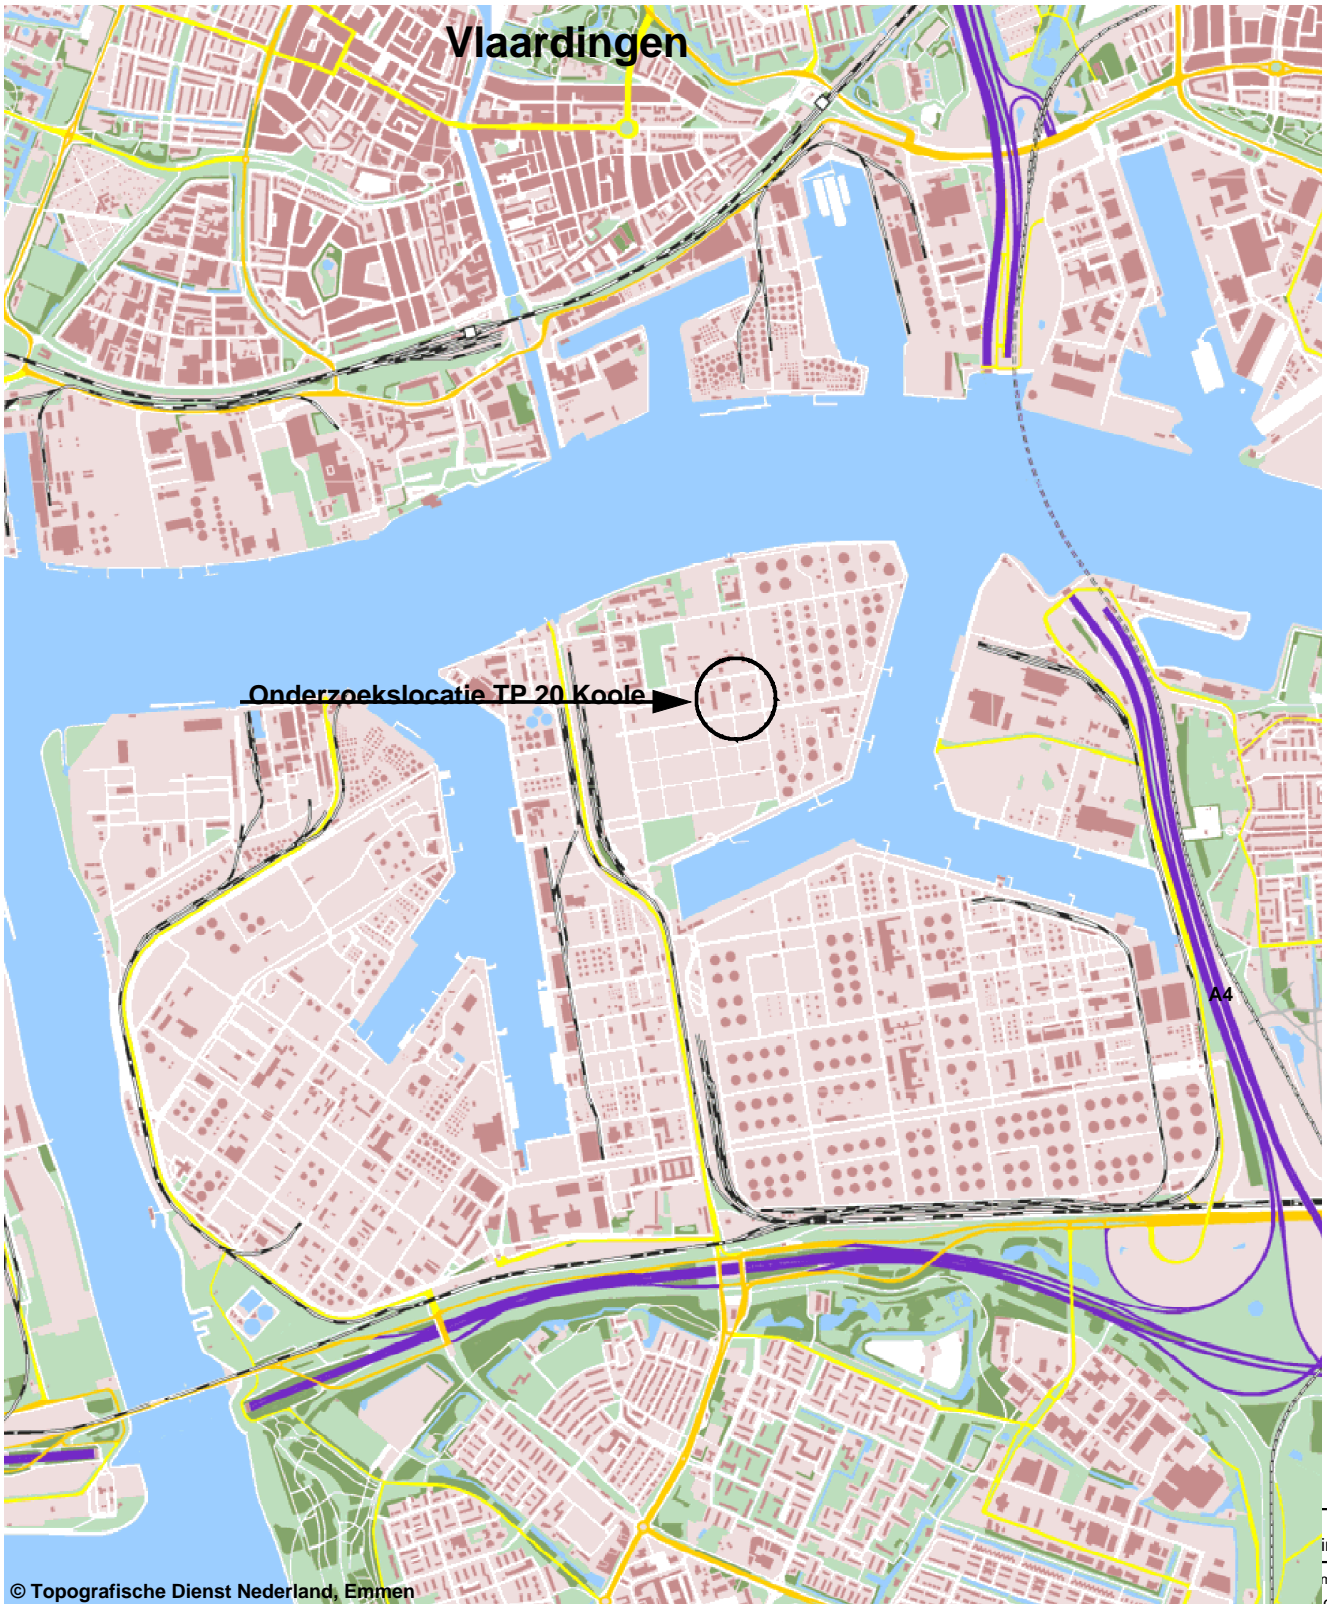 Vlaardingen
Onderzoekslocatie TP 20 Koole
A4
© Topografische Dienst Nederland, Emmen